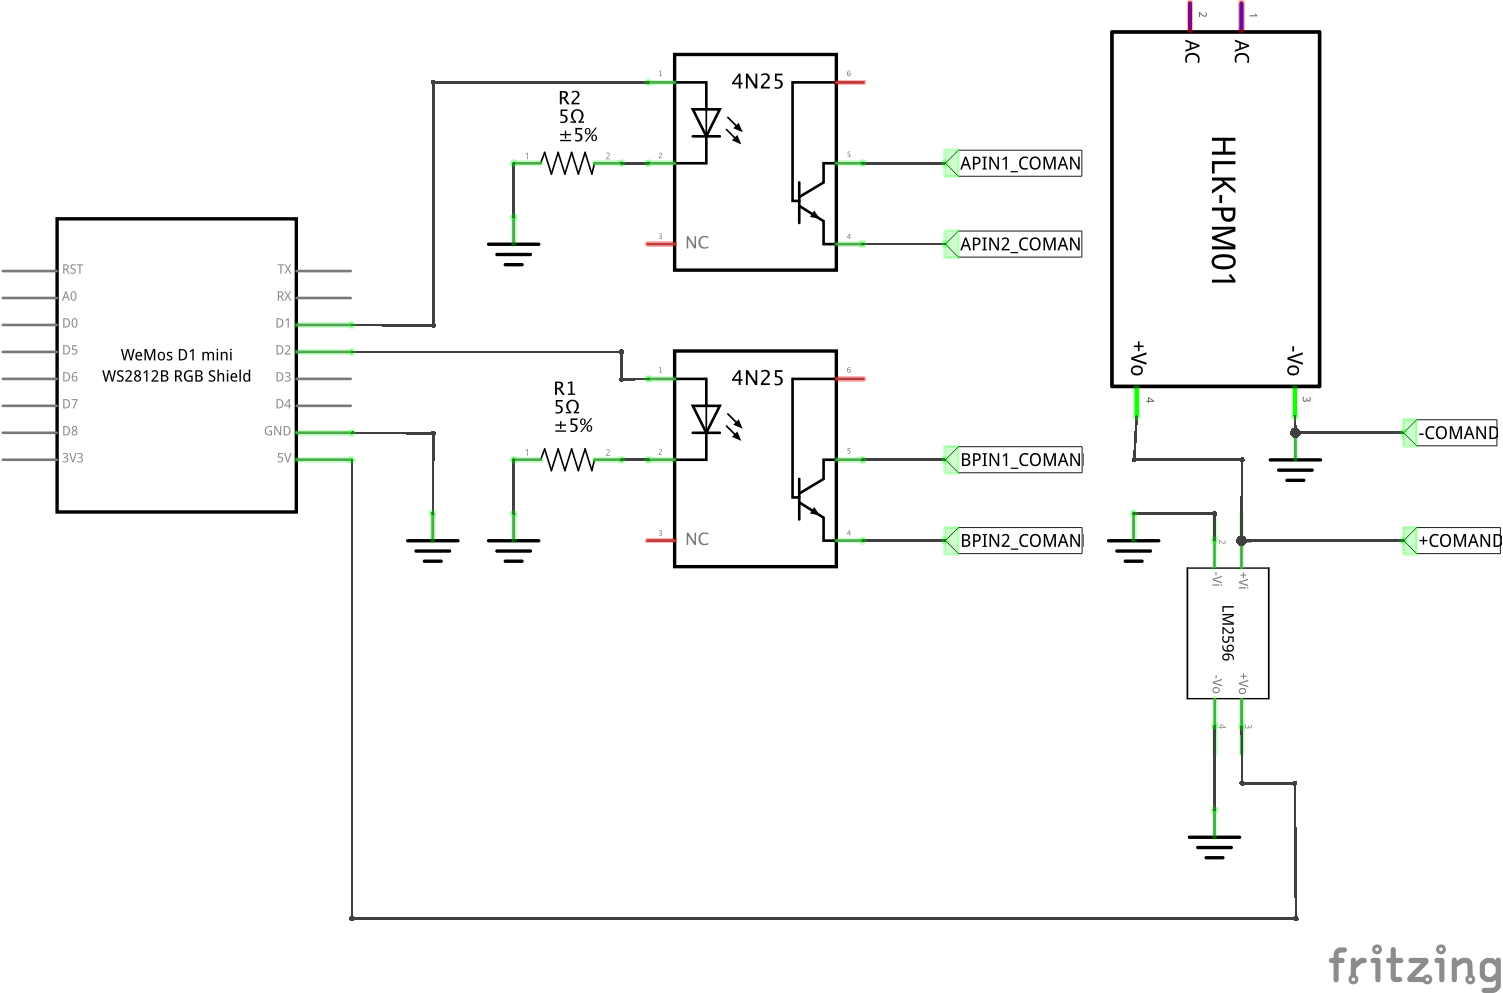 2
1
AC
AC
HLK-PM01
+Vo
-Vo
4
3
-COMAND
+COMAND
1
4N25
6
R2
5Ω
±5%
1
2
2
5
APIN1_COMAN
3
NC
4
APIN2_COMAN
RST
TX
A0
RX
D0
D1
D5
D2
D6
D3
D7
D4
D8
GND
3V3
5V
WeMos D1 mini
WS2812B RGB Shield
1
4N25
6
R1
5Ω
±5%
1
2
2
5
BPIN1_COMAN
3
NC
4
BPIN2_COMAN
2
-Vi
+Vi
LM2596
-Vo
+Vo
4
3
fritzing